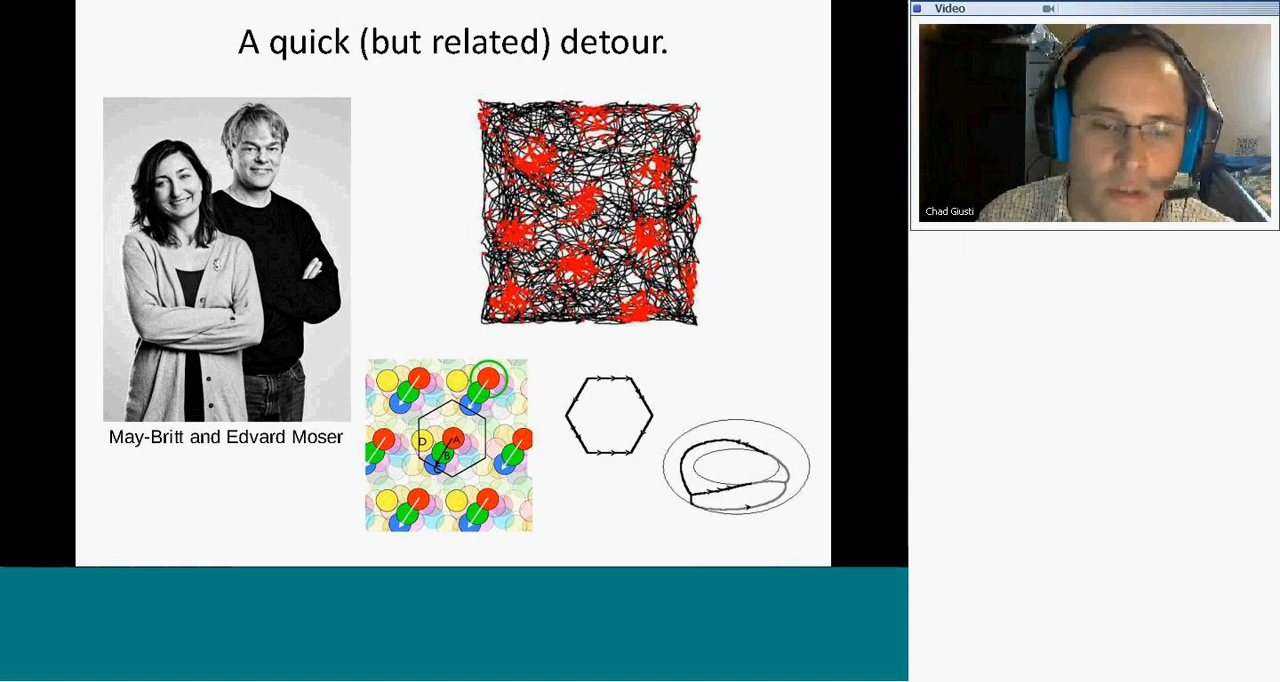 A quick (but related) detour.
Video
Chad Giusti
May-Britt and Edvard Moser
D
A
B
C